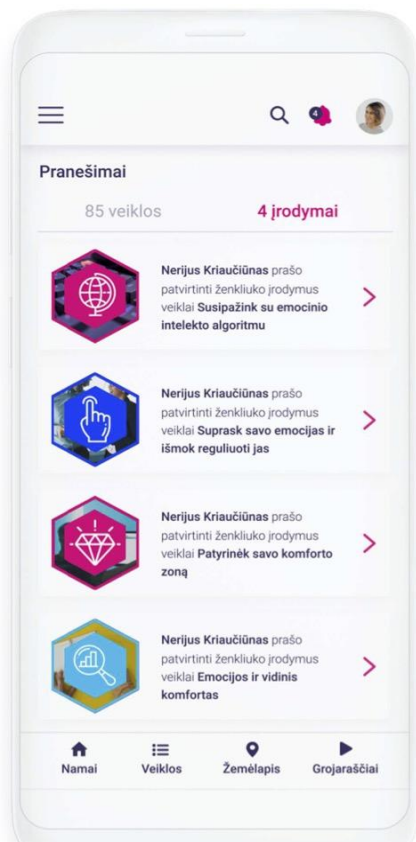 4
Pranešimai
85 veiklos
4 įrodymai
Nerijus Kriaučiūnas prašo
patvirtinti ženkliuko įrodymus
veiklai Susipažink su emocinio
intelekto algoritmu
Nerijus Kriaučiūnas prašo
patvirtinti ženkliuko įrodymus
veiklai Suprask savo emocijas ir
išmok reguliuoti jas
Nerijus Kriaučiūnas prašo
patvirtinti ženkliuko įrodymus
veiklai Patyrinėk savo komforto
zoną
Nerijus Kriaučiūnas prašo
patvirtinti ženkliuko įrodymus
veiklai Emocijos ir vidinis
komfortas
Namai
Veiklos
Žemėlapis
Grojaraščiai